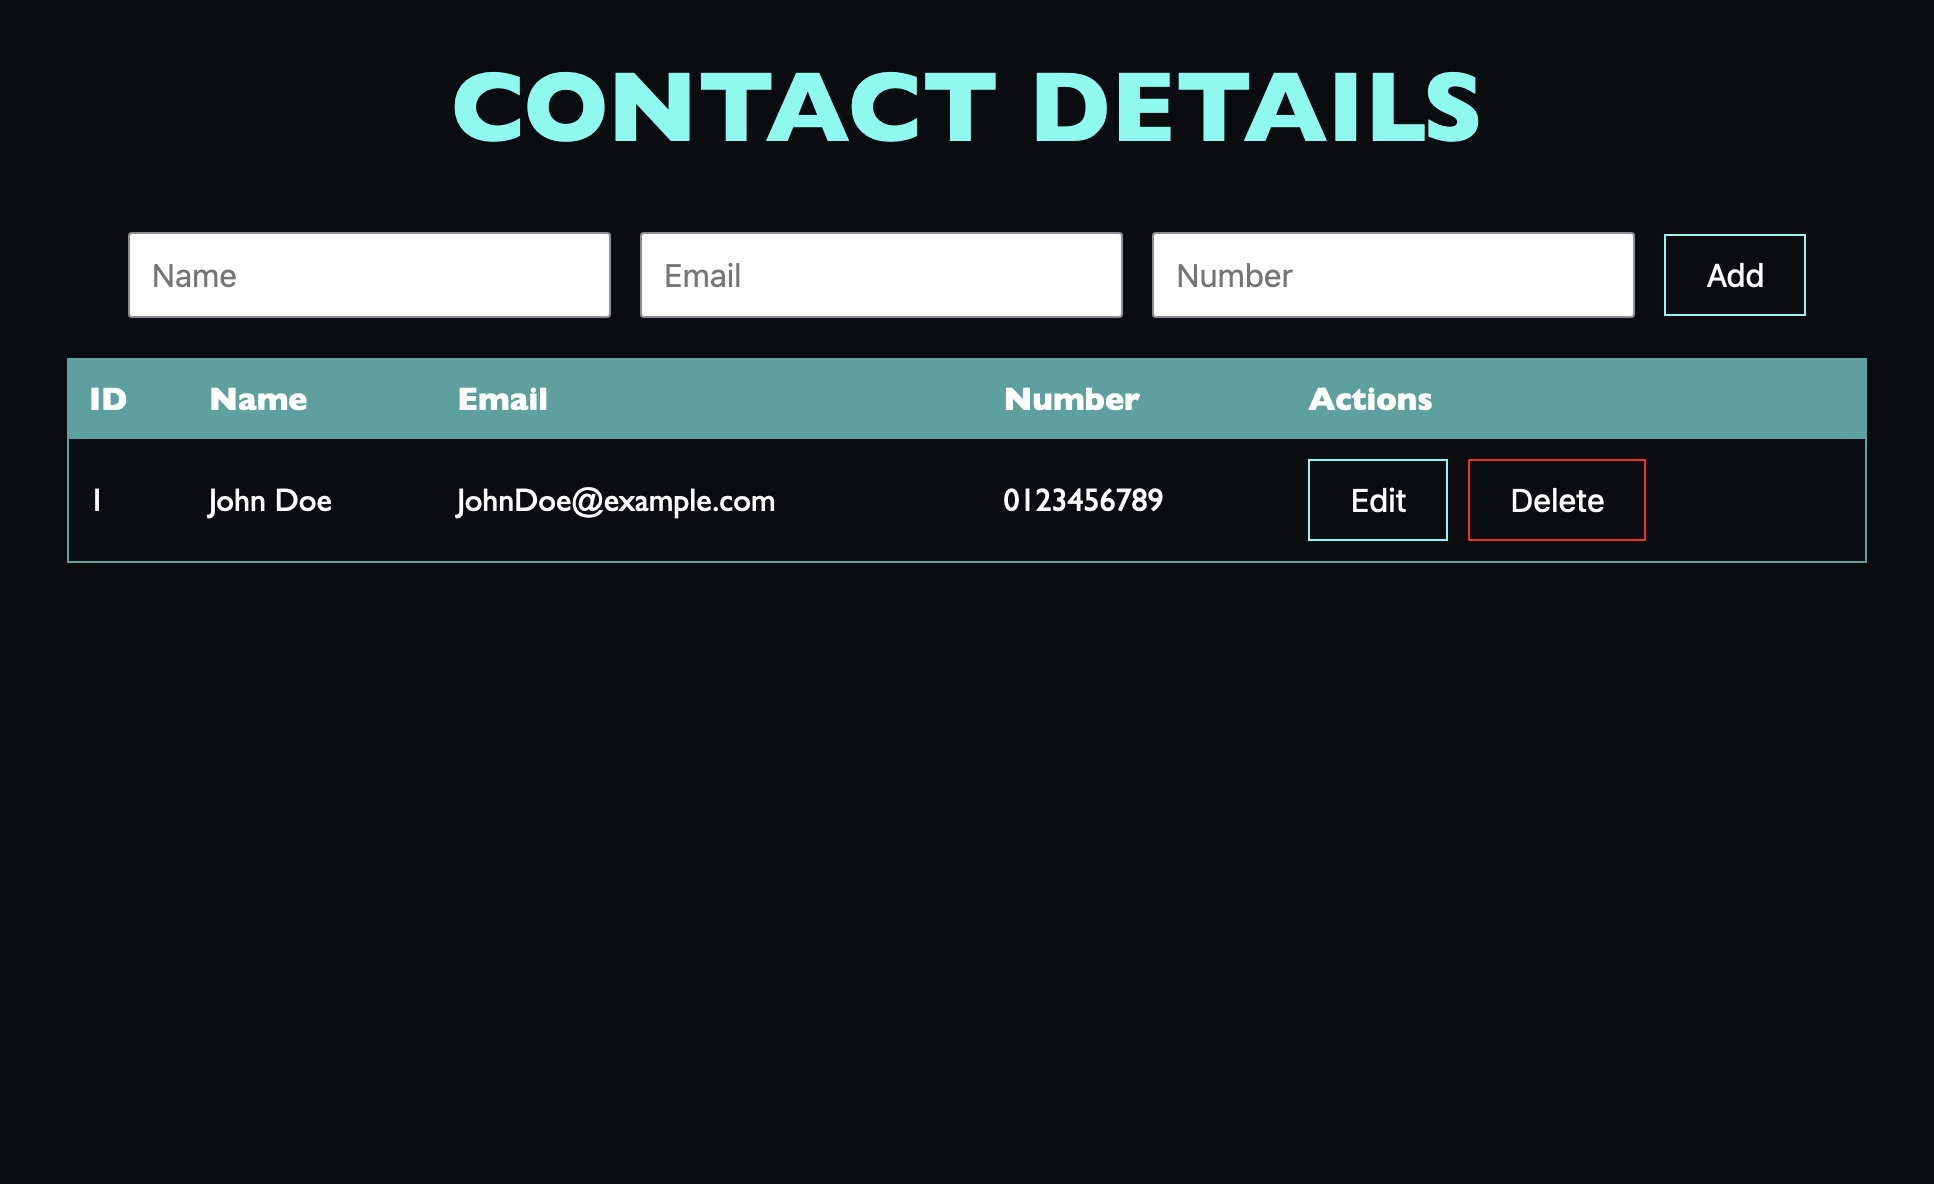 CONTACT DETAILS
Name Email Number Add
ID Name Email Number Actions
1 John Doe JohnDoe@example.com 0123456789 Edit Delete